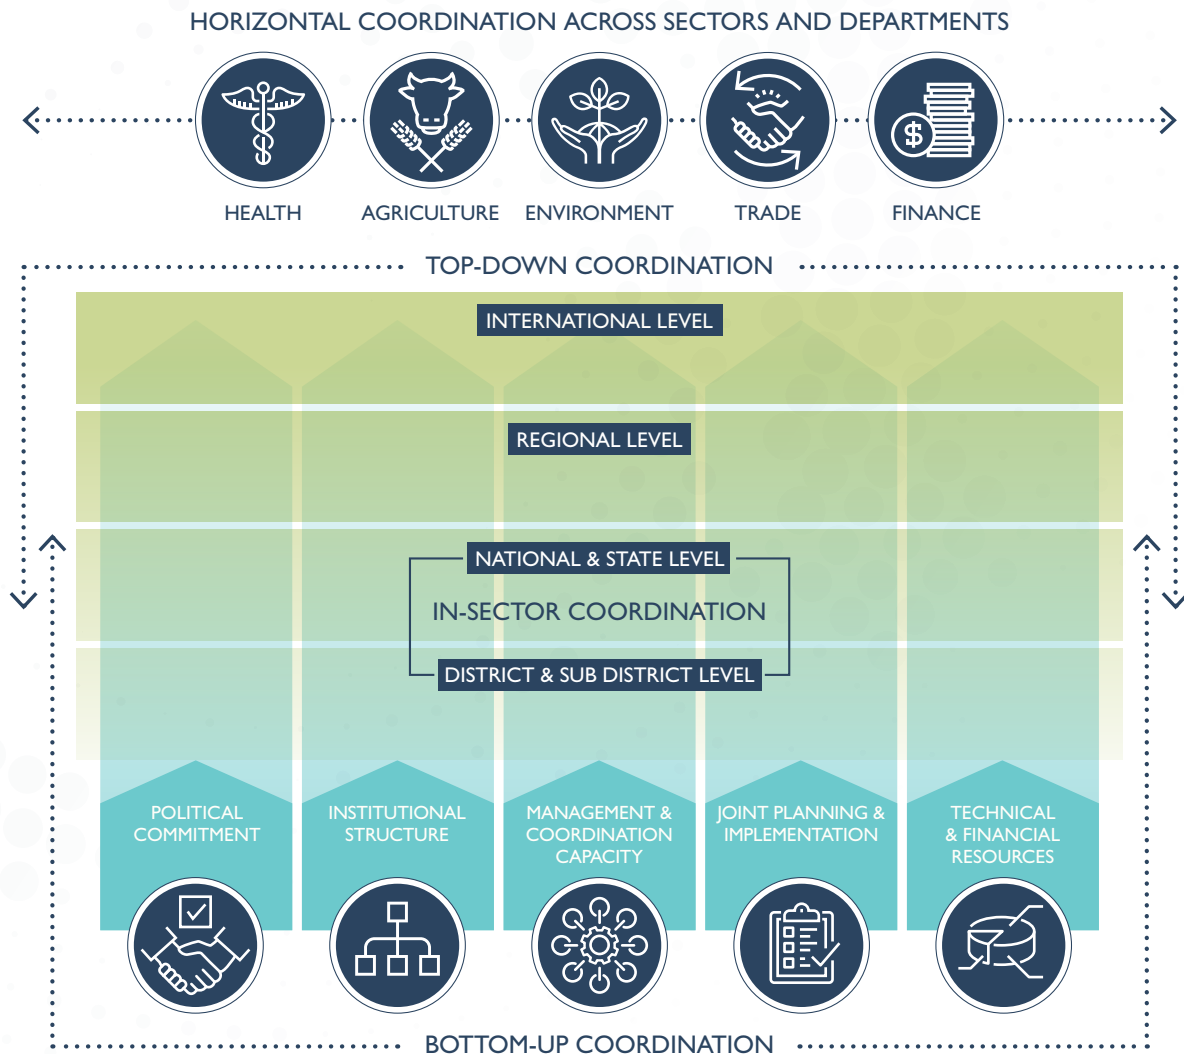 HORIZONTAL COORDINATION ACROSS SECTORS AND DEPARTMENTS
$
HEALTH
AGRICULTURE
ENVIRONMENT
TRADE
FINANCE
TOP-DOWN COORDINATION
INTERNATIONAL LEVEL
REGIONAL LEVEL
NATIONAL & STATE LEVEL
IN-SECTOR COORDINATION
DISTRICT & SUB DISTRICT LEVEL
POLITICAL
COMMITMENT
INSTITUTIONAL
STRUCTURE
MANAGEMENT &
COORDINATION
CAPACITY
JOINT PLANNING &
IMPLEMENTATION
TECHNICAL
& FINANCIAL
RESOURCES
BOTTOM-UP COORDINATION